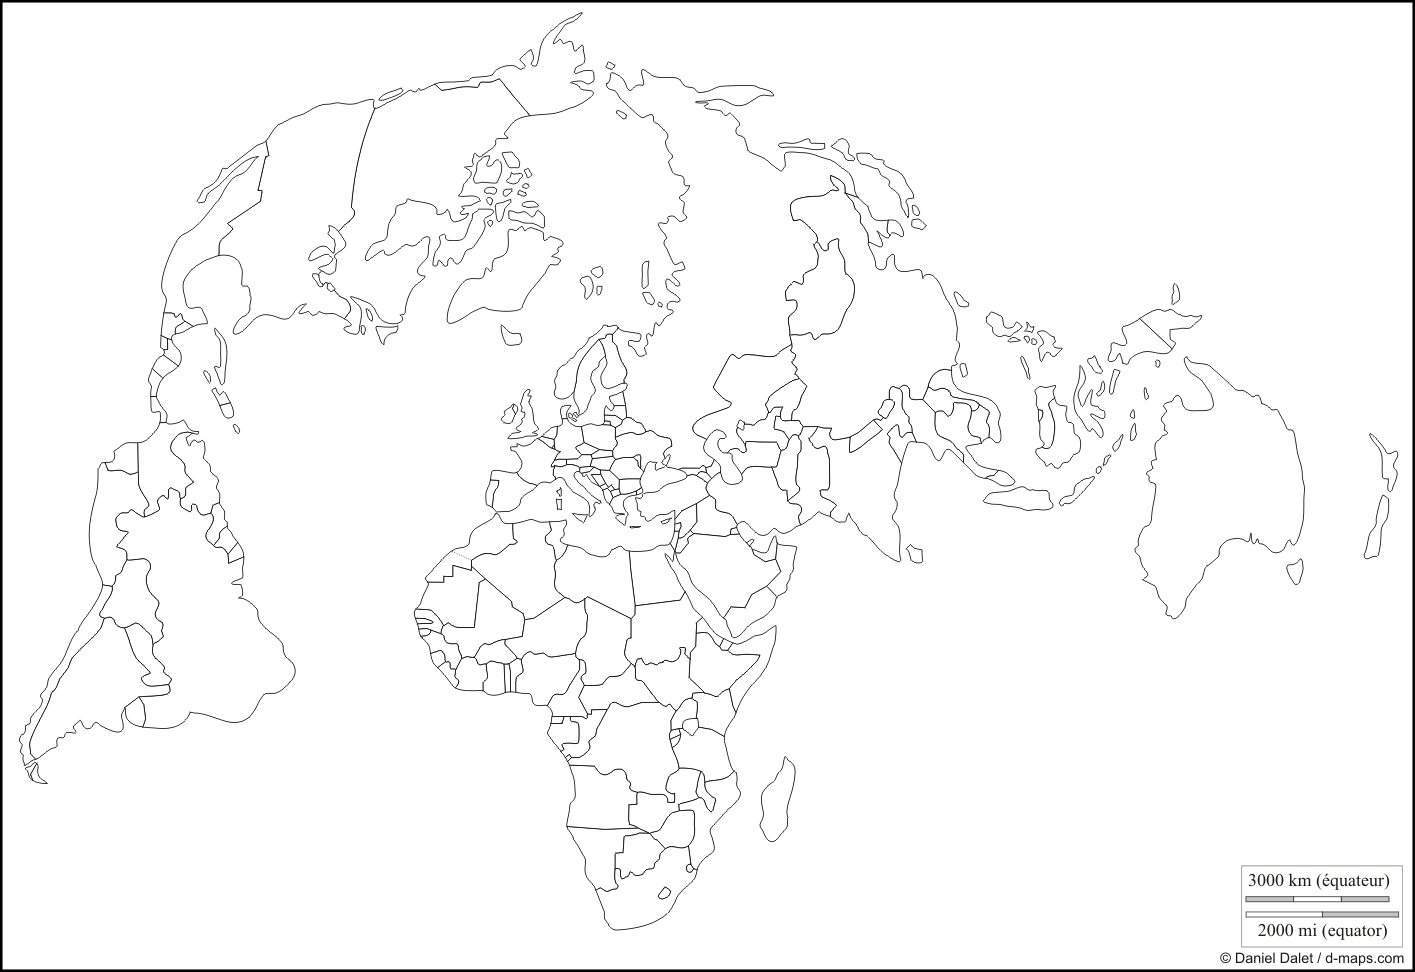 3000 km (équateur)
2000 mi (equator)
© Daniel Dalet / d-maps.com